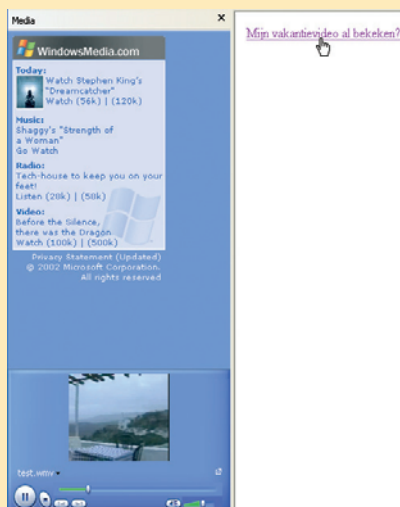 Media
WindowsMedia.com
Today:
Watch Stephen King's
"Dreamcatcher"
Watch (56k) | (120k)
Music:
Shaggy's "Strength of
a Woman"
Go Watch
Radio:
Tech-house to keep you on your
feet!
Listen (28k) | (50k)
Video:
Before the Silence,
there was the Dragon
Watch (100k) | (500k)
Privacy Statement (Updated)
© 2002 Microsoft Corporation.
All rights reserved
test.wmv
Mijn vakantievideo al bekeken?